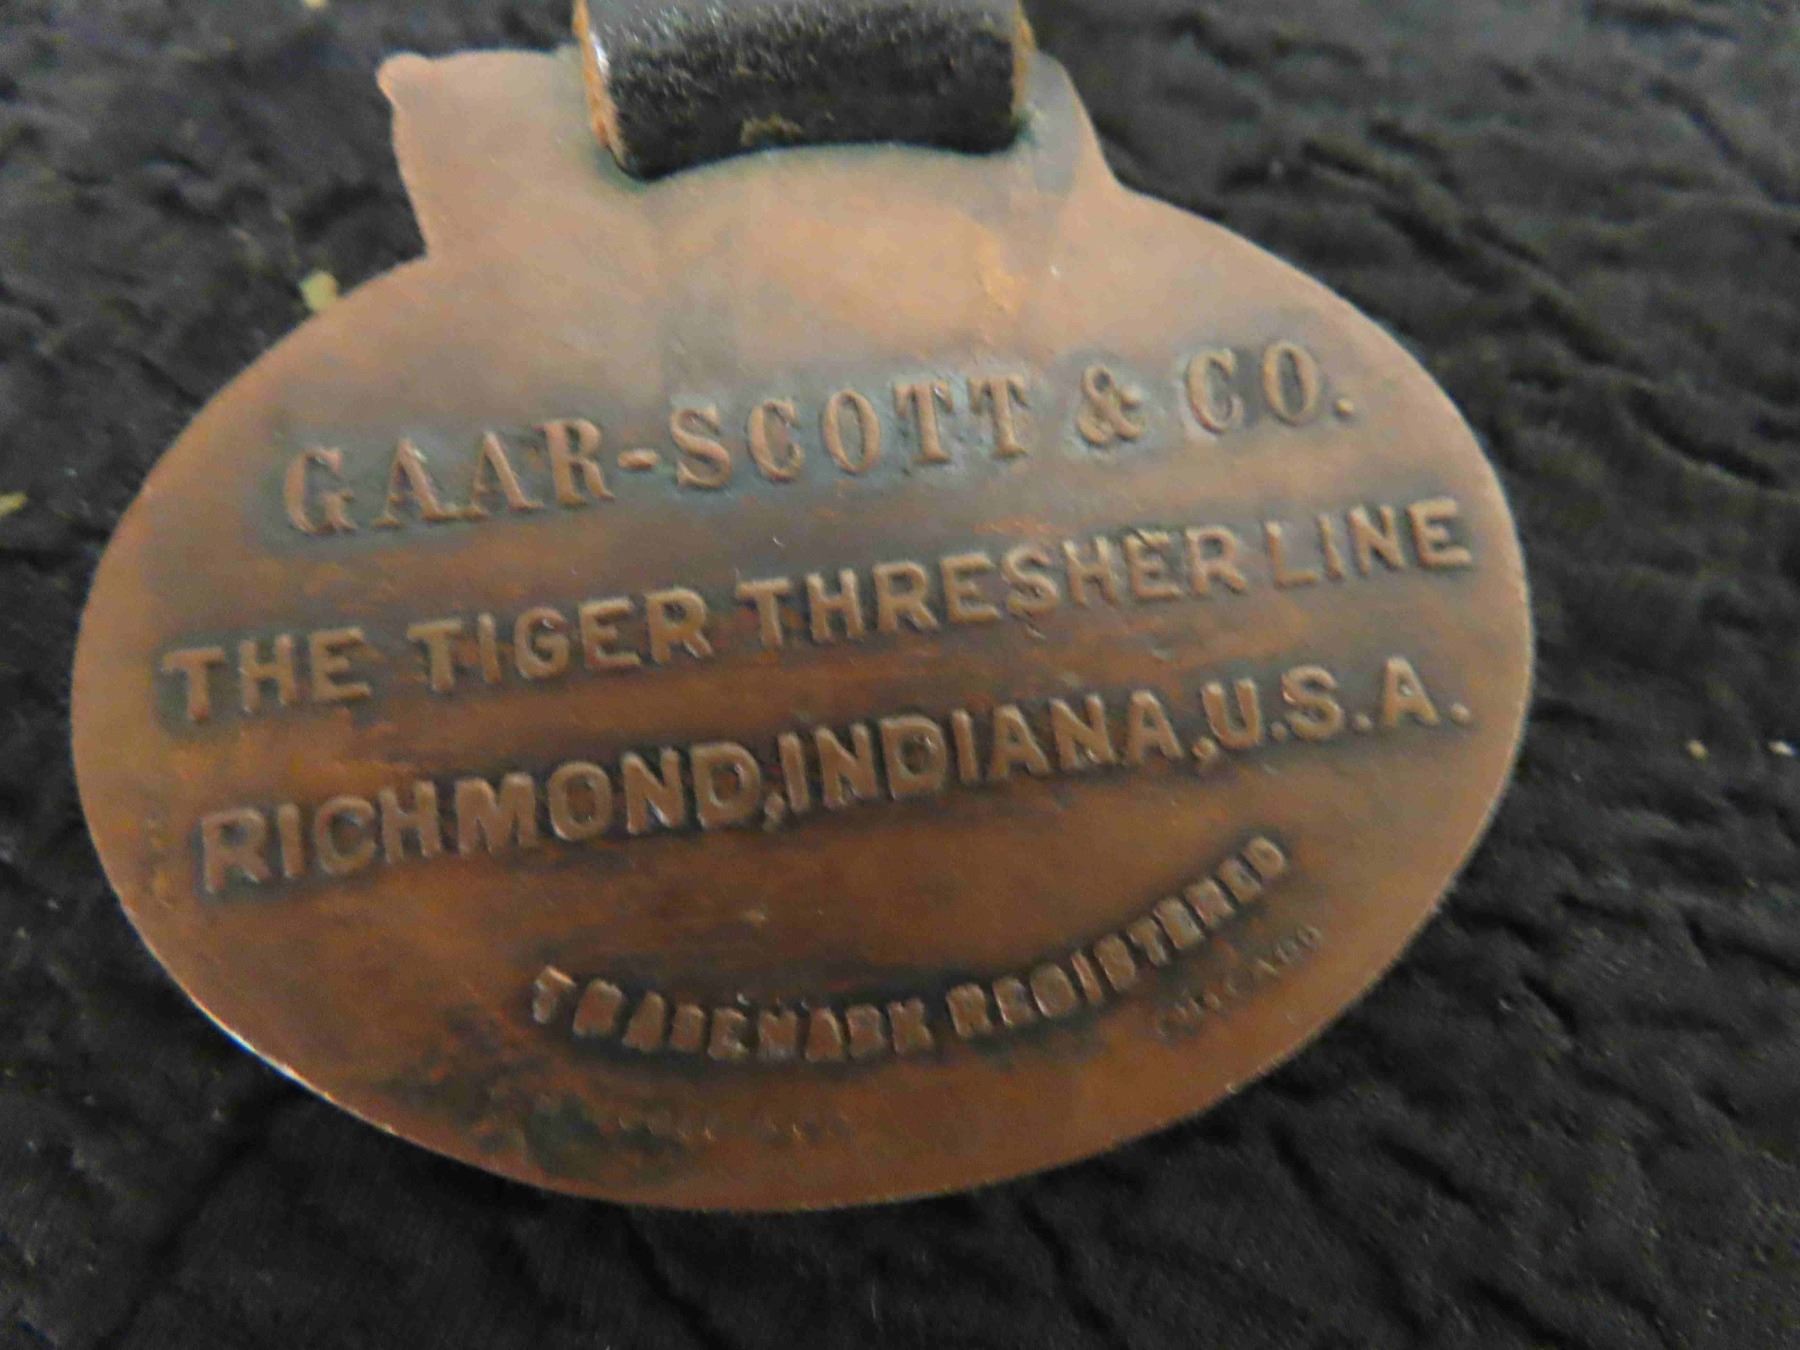 GAAR-SCOTT & CO.
THE TIGER THRESHER LINE
RICHMOND, INDIANA, U.S.A.
TRADEMARK REGISTERED